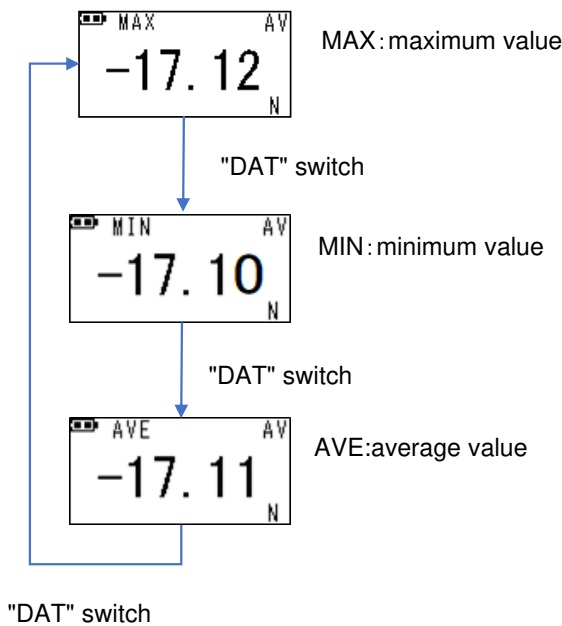 MAX AV
−17.12
N
MAX:maximum value
"DAT" switch
MIN AV
−17.10
N
MIN:minimum value
"DAT" switch
AVE AV
−17.11
N
AVE:average value
"DAT" switch